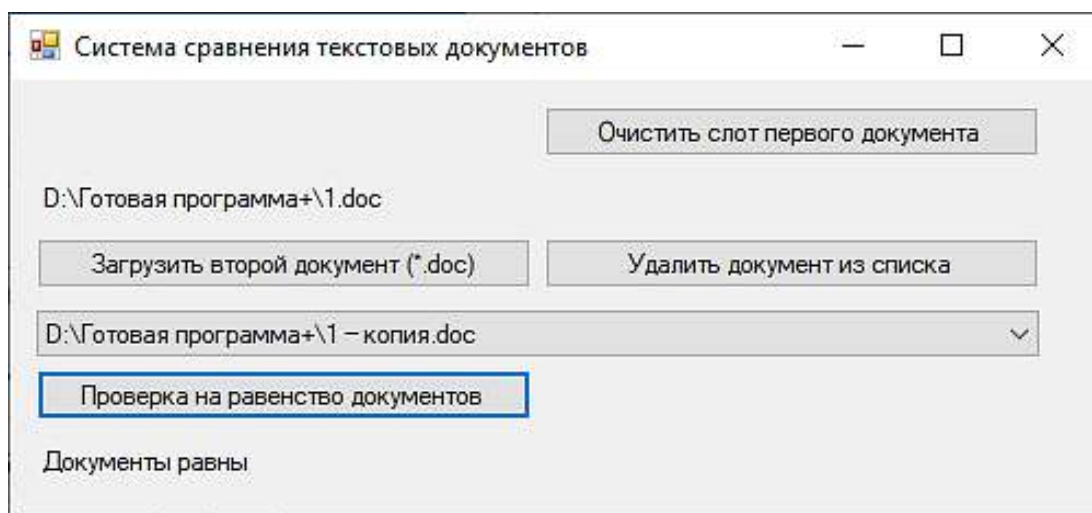 Система сравнения текстовых документов
Очистить слот первого документа
D:\Готовая программа+\1.doc
Загрузить второй документ (*.doc) Удалить документ из списка
D:\Готовая программа+\1 – копия.doc
Проверка на равенство документов
Документы равны